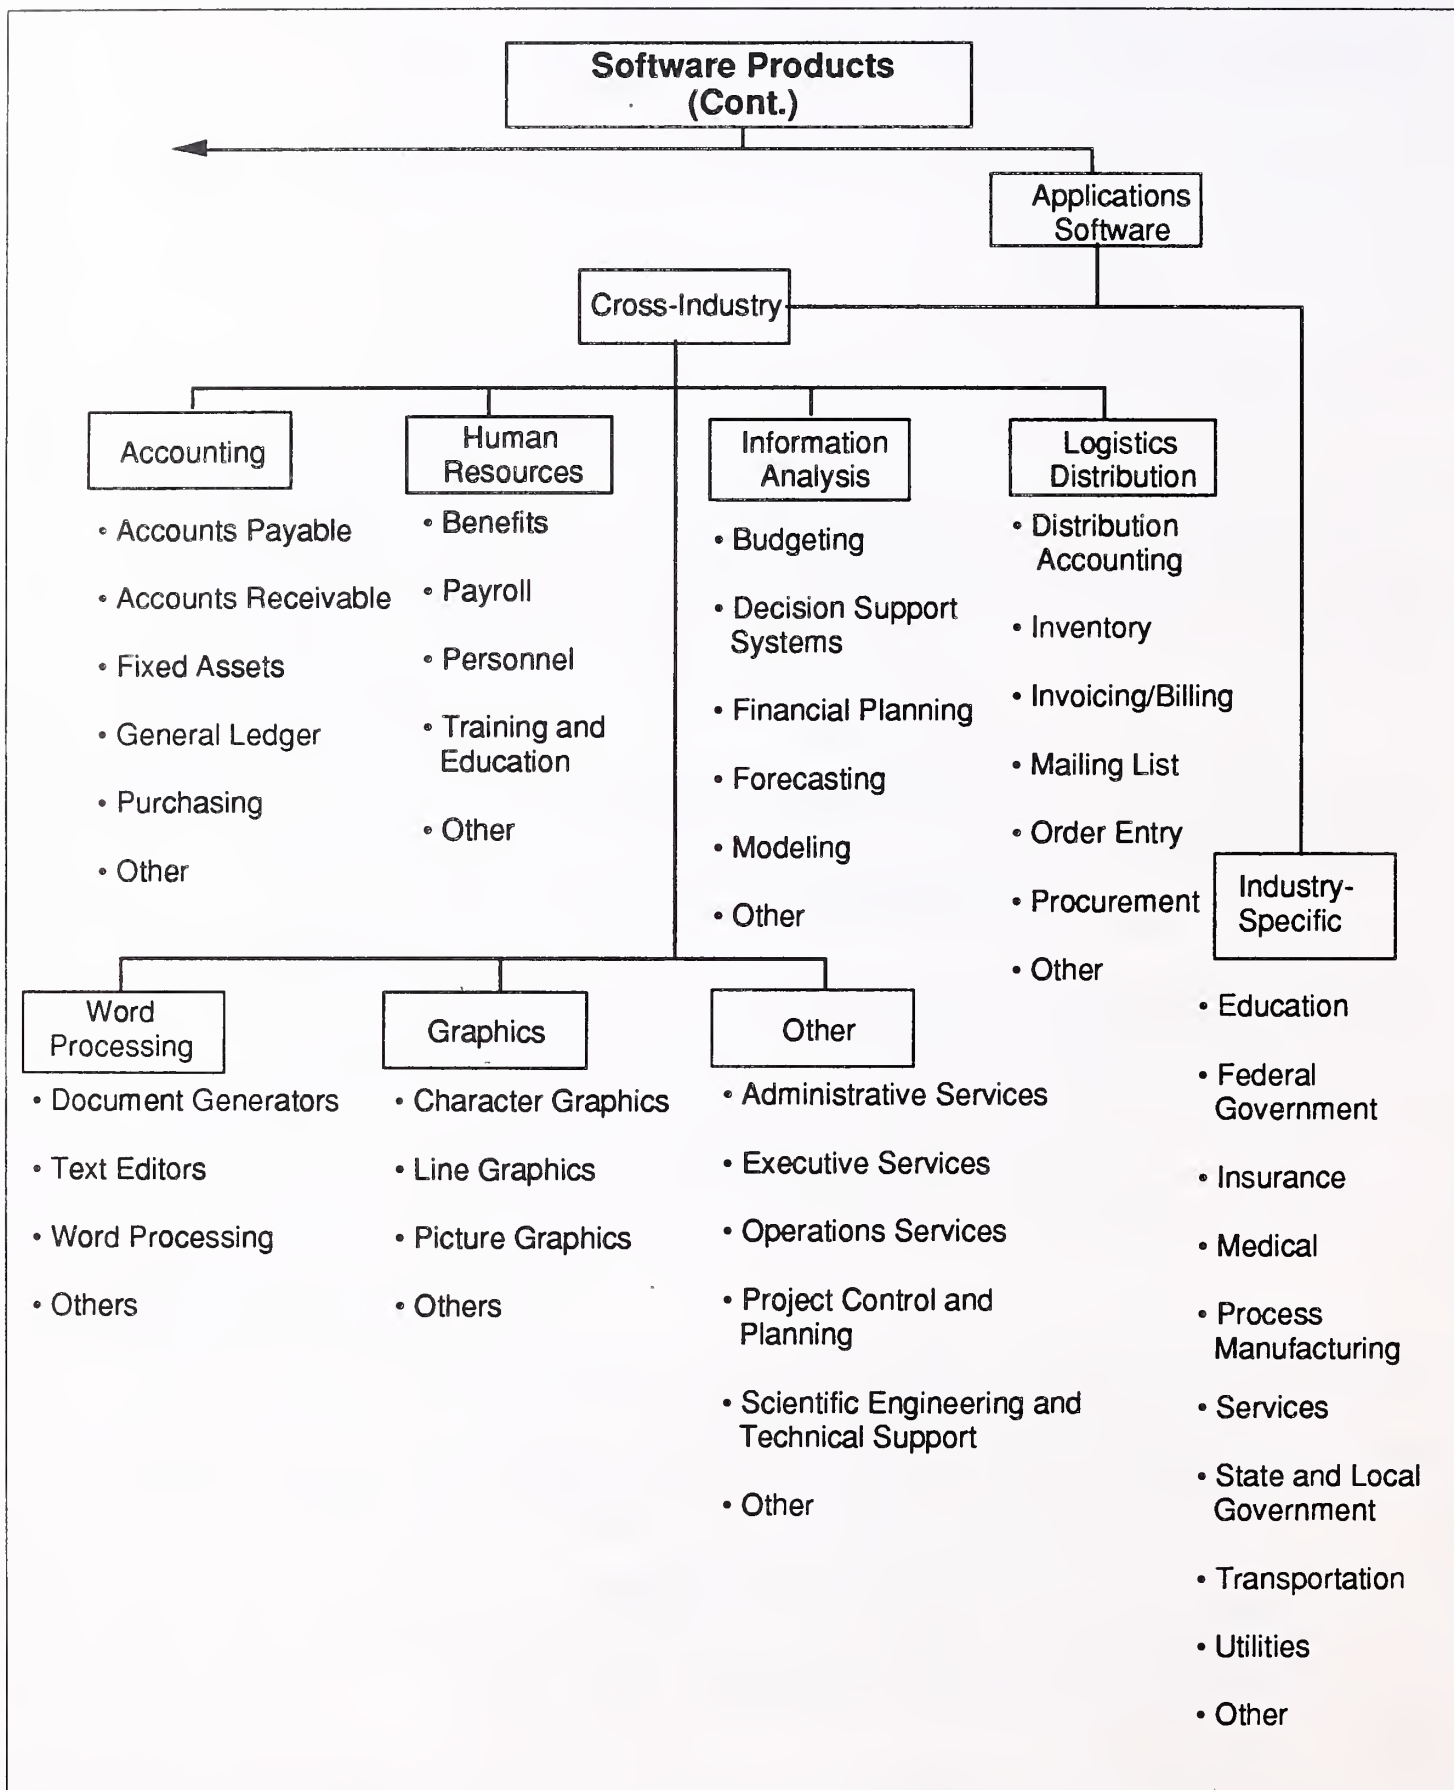 Software Products
(Cont.)
Applications
Software
Cross-Industry
Accounting
• Accounts Payable
• Accounts Receivable
• Fixed Assets
• General Ledger
• Purchasing
• Other
Human
Resources
• Benefits
• Payroll
• Personnel
• Training and
Education
• Other
Information
Analysis
• Budgeting
• Decision Support
Systems
• Financial Planning
• Forecasting
• Modeling
• Other
Logistics
Distribution
• Distribution
Accounting
• Inventory
• Invoicing/Billing
• Mailing List
• Order Entry
• Procurement
• Other
Industry-
Specific
• Education
• Federal
Government
• Insurance
• Medical
• Process
Manufacturing
• Services
• State and Local
Government
• Transportation
• Utilities
• Other
Word
Processing
• Document Generators
• Text Editors
• Word Processing
• Others
Graphics
• Character Graphics
• Line Graphics
• Picture Graphics
• Others
Other
• Administrative Services
• Executive Services
• Operations Services
• Project Control and
Planning
• Scientific Engineering and
Technical Support
• Other